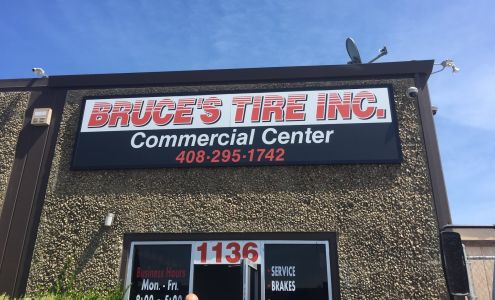 BRUCE'S TIRE INC.
Commercial Center
408·295·1742
1136
Business Hours
Mon. - Fri.
• SERVICE
• BRAKES